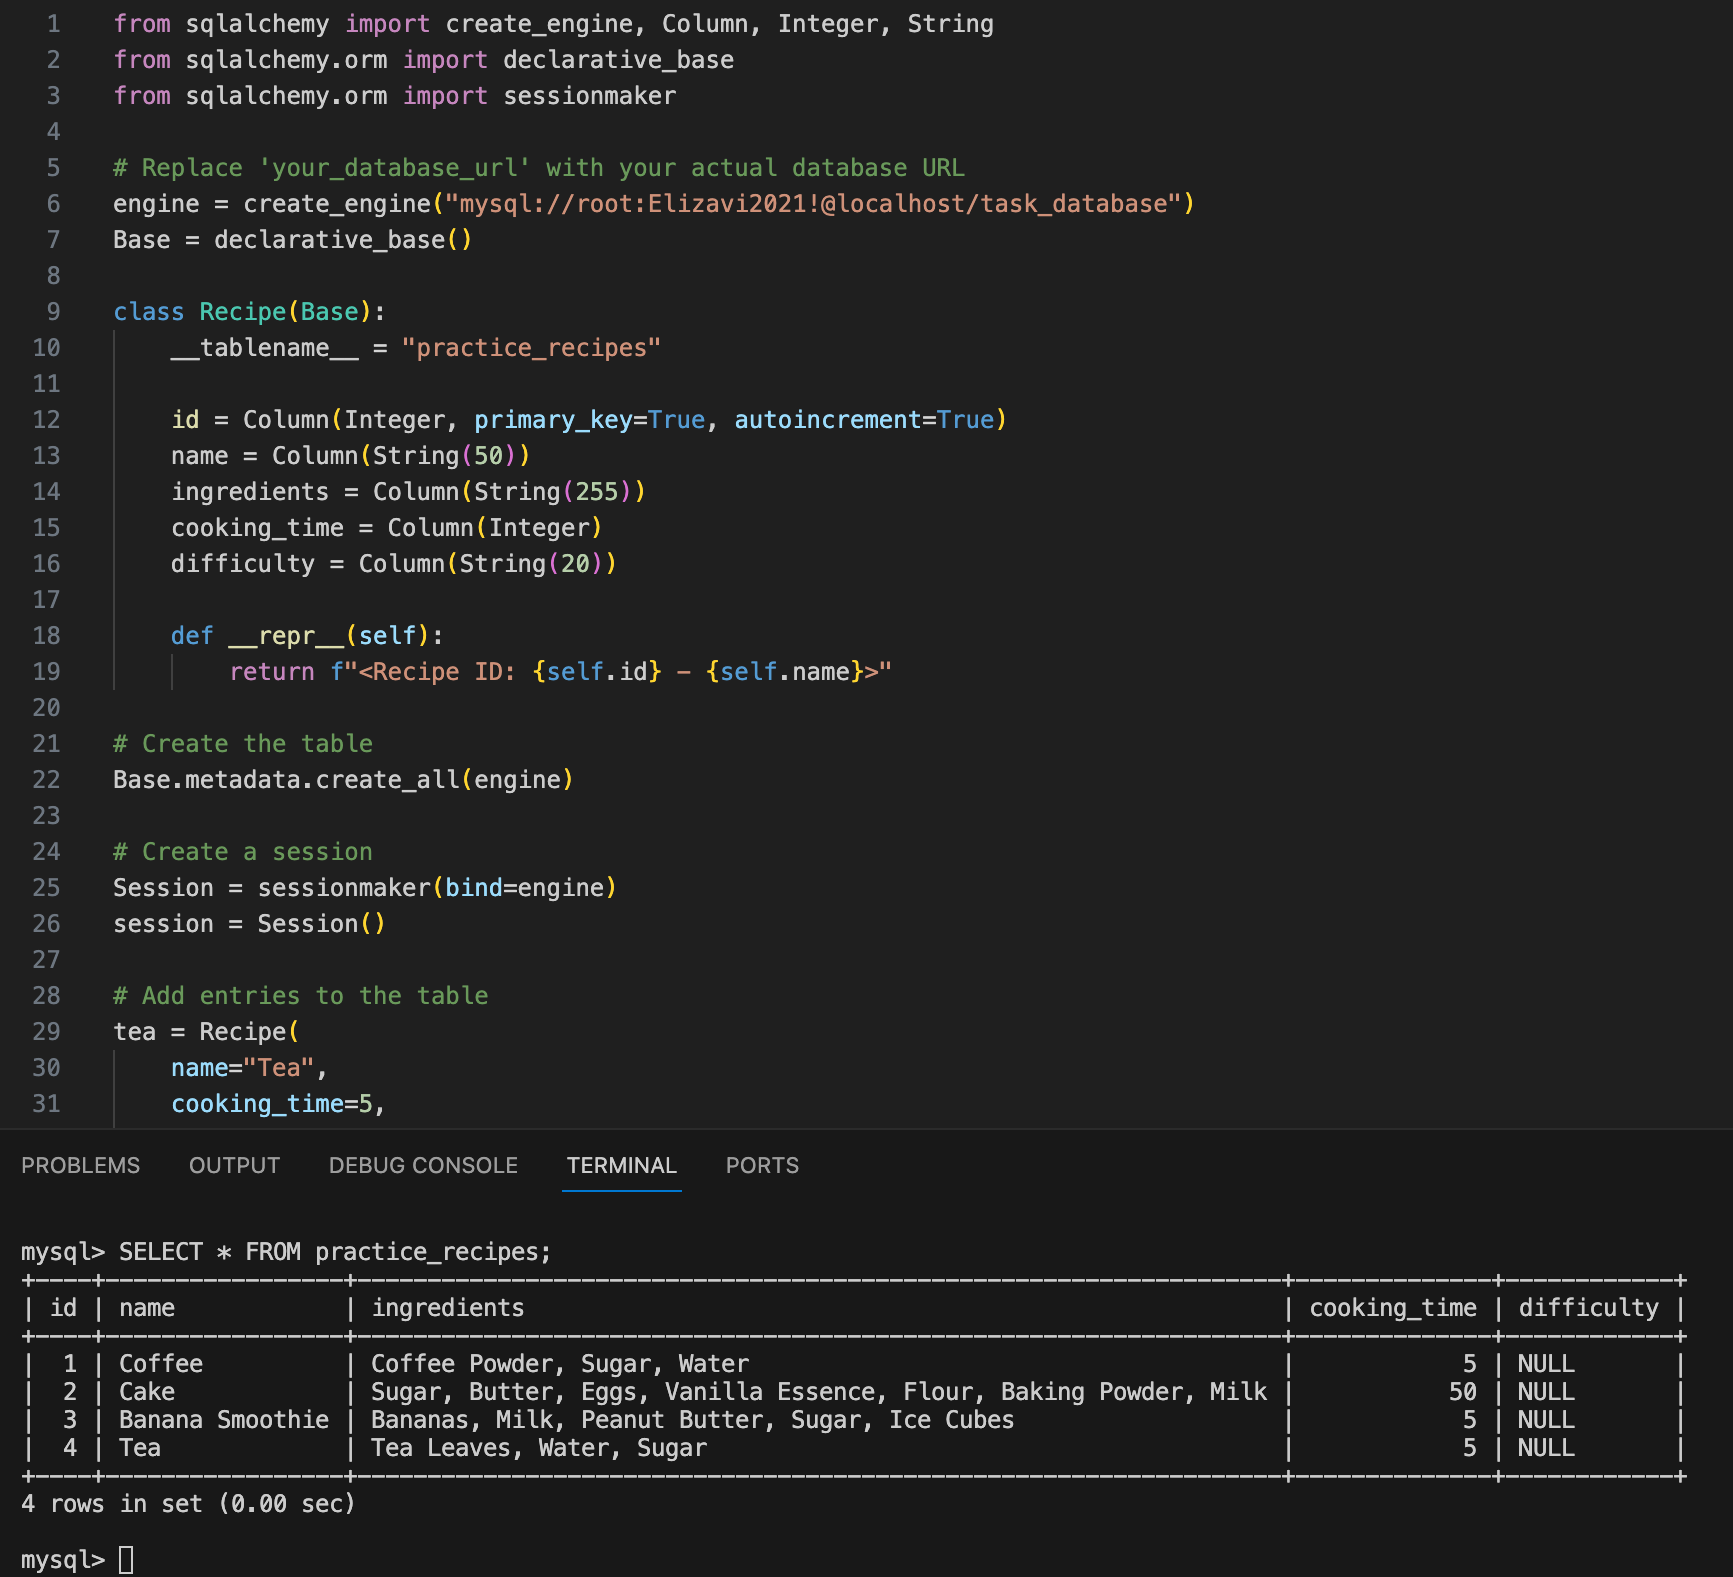 1 from sqlalchemy import create_engine, Column, Integer, String
2 from sqlalchemy.orm import declarative_base
3 from sqlalchemy.orm import sessionmaker
4
5 # Replace 'your_database_url' with your actual database URL
6 engine = create_engine("mysql://root:Elizavi2021!@localhost/task_database")
7 Base = declarative_base()
8
9 class Recipe(Base):
10     __tablename__ = "practice_recipes"
11
12     id = Column(Integer, primary_key=True, autoincrement=True)
13     name = Column(String(50))
14     ingredients = Column(String(255))
15     cooking_time = Column(Integer)
16     difficulty = Column(String(20))
17
18     def __repr__(self):
19         return f"<Recipe ID: {self.id} - {self.name}>"
20
21 # Create the table
22 Base.metadata.create_all(engine)
23
24 # Create a session
25 Session = sessionmaker(bind=engine)
26 session = Session()
27
28 # Add entries to the table
29 tea = Recipe(
30     name="Tea",
31     cooking_time=5,
PROBLEMS OUTPUT DEBUG CONSOLE TERMINAL PORTS
mysql> SELECT * FROM practice_recipes;
+----+-----------------+------------------------------------------------------------------+--------------+------------+
| id | name            | ingredients                                                      | cooking_time | difficulty |
+----+-----------------+------------------------------------------------------------------+--------------+------------+
|  1 | Coffee          | Coffee Powder, Sugar, Water                                      |            5 | NULL       |
|  2 | Cake            | Sugar, Butter, Eggs, Vanilla Essence, Flour, Baking Powder, Milk |           50 | NULL       |
|  3 | Banana Smoothie | Bananas, Milk, Peanut Butter, Sugar, Ice Cubes                   |            5 | NULL       |
|  4 | Tea             | Tea Leaves, Water, Sugar                                         |            5 | NULL       |
+----+-----------------+------------------------------------------------------------------+--------------+------------+
4 rows in set (0.00 sec)
mysql>